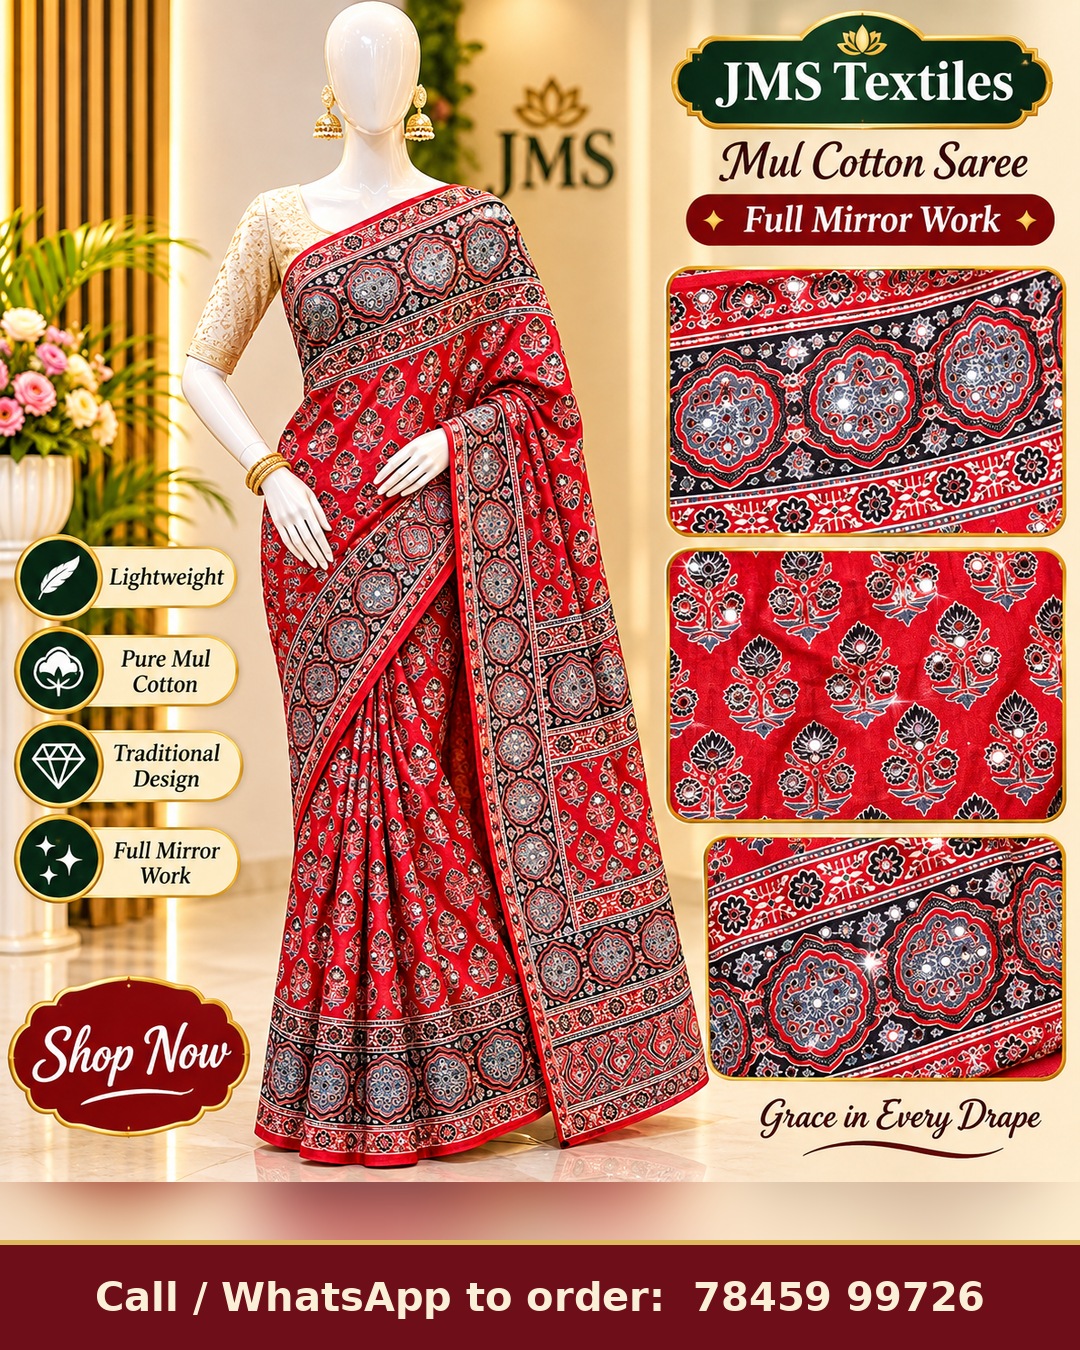 JMS Textiles
JMS
Mul Cotton Saree
Full Mirror Work
Lightweight
Pure Mul
Cotton
Traditional
Design
Full Mirror
Work
Shop Now
Grace in Every Drape
Call / WhatsApp to order: 78459 99726